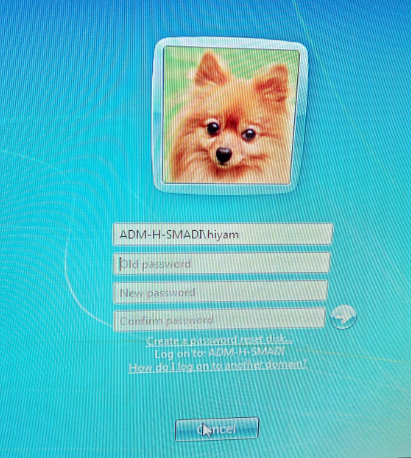 ADM-H-SMADI\hiyam
Old password
New password
Confirm password
Create a password reset disk...
Log on to: ADM-H-SMADI
How do I log on to another domain?
Cancel